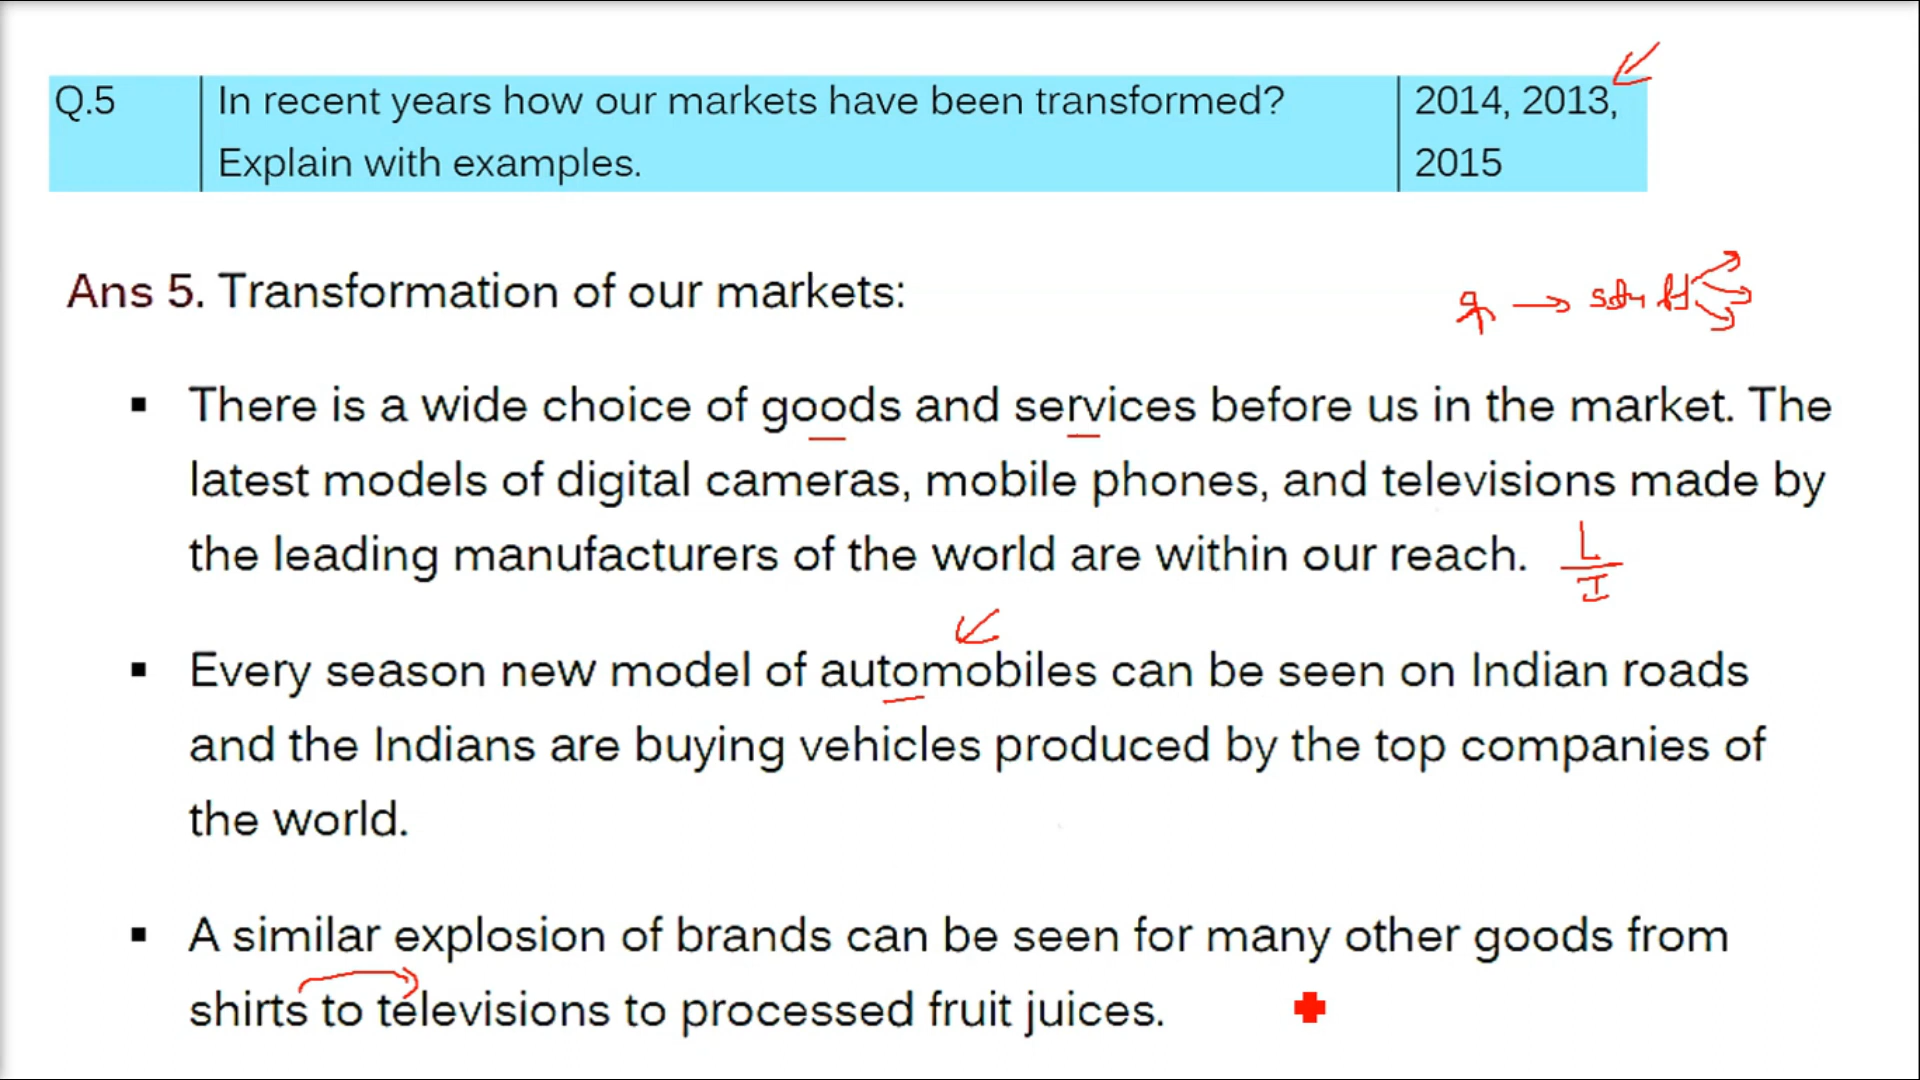 Q.5 In recent years how our markets have been transformed? 2014, 2013,
Explain with examples. 2015
Ans 5. Transformation of our markets:
▪ There is a wide choice of goods and services before us in the market. The
latest models of digital cameras, mobile phones, and televisions made by
the leading manufacturers of the world are within our reach.
L
I
▪ Every season new model of automobiles can be seen on Indian roads
and the Indians are buying vehicles produced by the top companies of
the world.
▪ A similar explosion of brands can be seen for many other goods from
shirts to televisions to processed fruit juices.